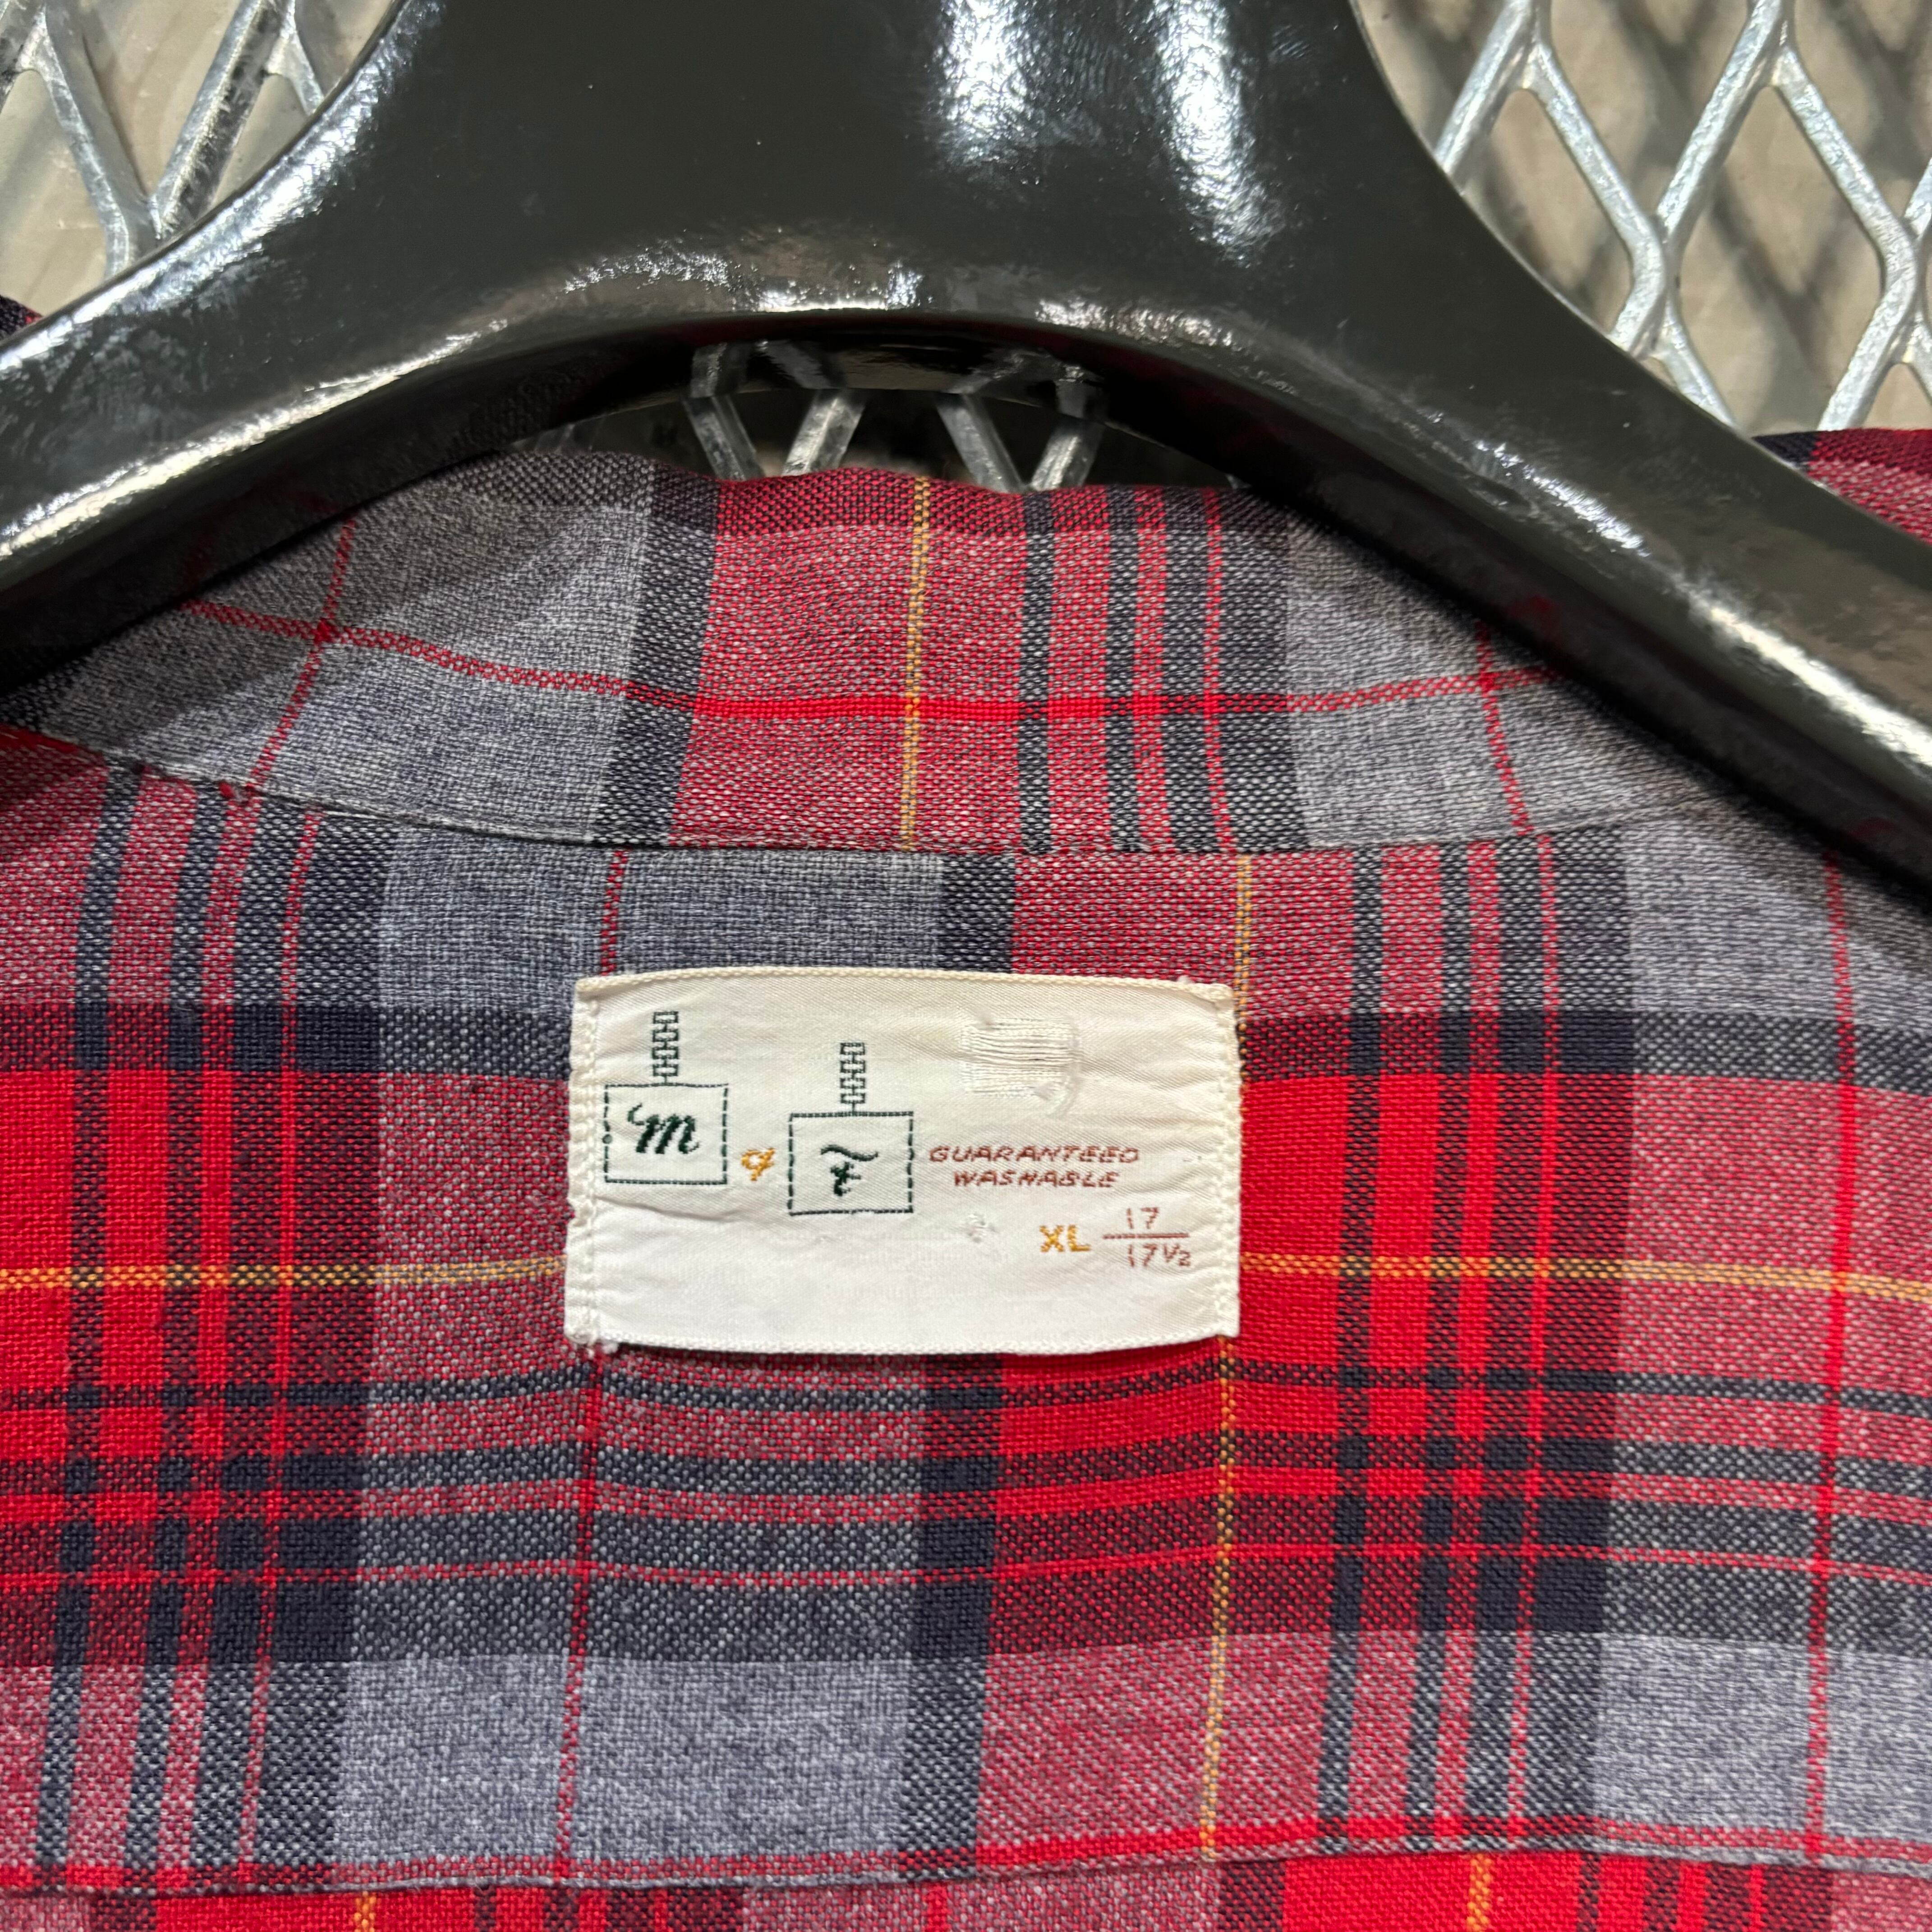 M & F
GUARANTEED
WASHABLE
XL 17
17½